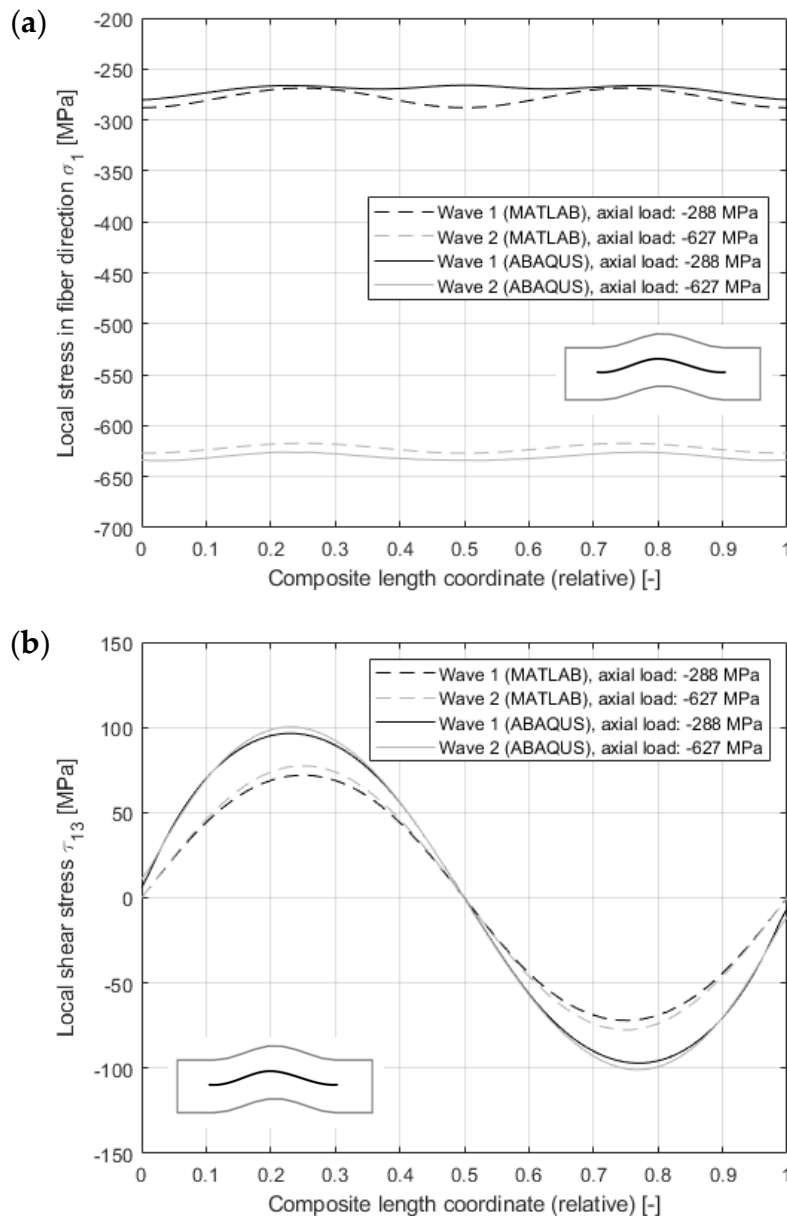 (a)
-200
-250
-300
-350
-400
-450
-500
-550
-600
-650
-700
Local stress in fiber direction σ1 [MPa]
Wave 1 (MATLAB), axial load: -288 MPa
Wave 2 (MATLAB), axial load: -627 MPa
Wave 1 (ABAQUS), axial load: -288 MPa
Wave 2 (ABAQUS), axial load: -627 MPa
0 0.1 0.2 0.3 0.4 0.5 0.6 0.7 0.8 0.9 1
Composite length coordinate (relative) [-]
(b)
150
100
50
0
-50
-100
-150
Local shear stress τ13 [MPa]
Wave 1 (MATLAB), axial load: -288 MPa
Wave 2 (MATLAB), axial load: -627 MPa
Wave 1 (ABAQUS), axial load: -288 MPa
Wave 2 (ABAQUS), axial load: -627 MPa
0 0.1 0.2 0.3 0.4 0.5 0.6 0.7 0.8 0.9 1
Composite length coordinate (relative) [-]